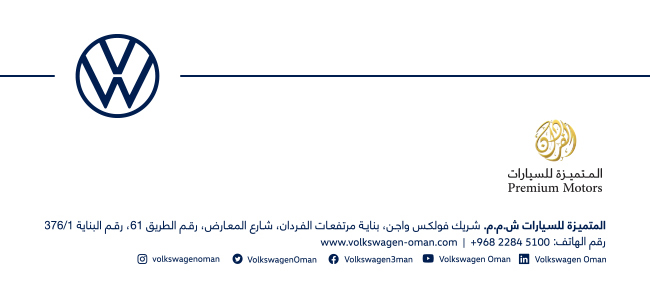 المتميزة للسيارات
Premium Motors
المتميزة للسيارات ش.م.م. شريك فولكس واجن، بناية مرتفعات الفردان، شارع المعارض، رقم الطريق 61، رقم البناية 376/1
رقم الهاتف: 5100 2284 968+ | www.volkswagen-oman.com
volkswagenoman VolkswagenOman Volkswagen3man Volkswagen Oman Volkswagen Oman